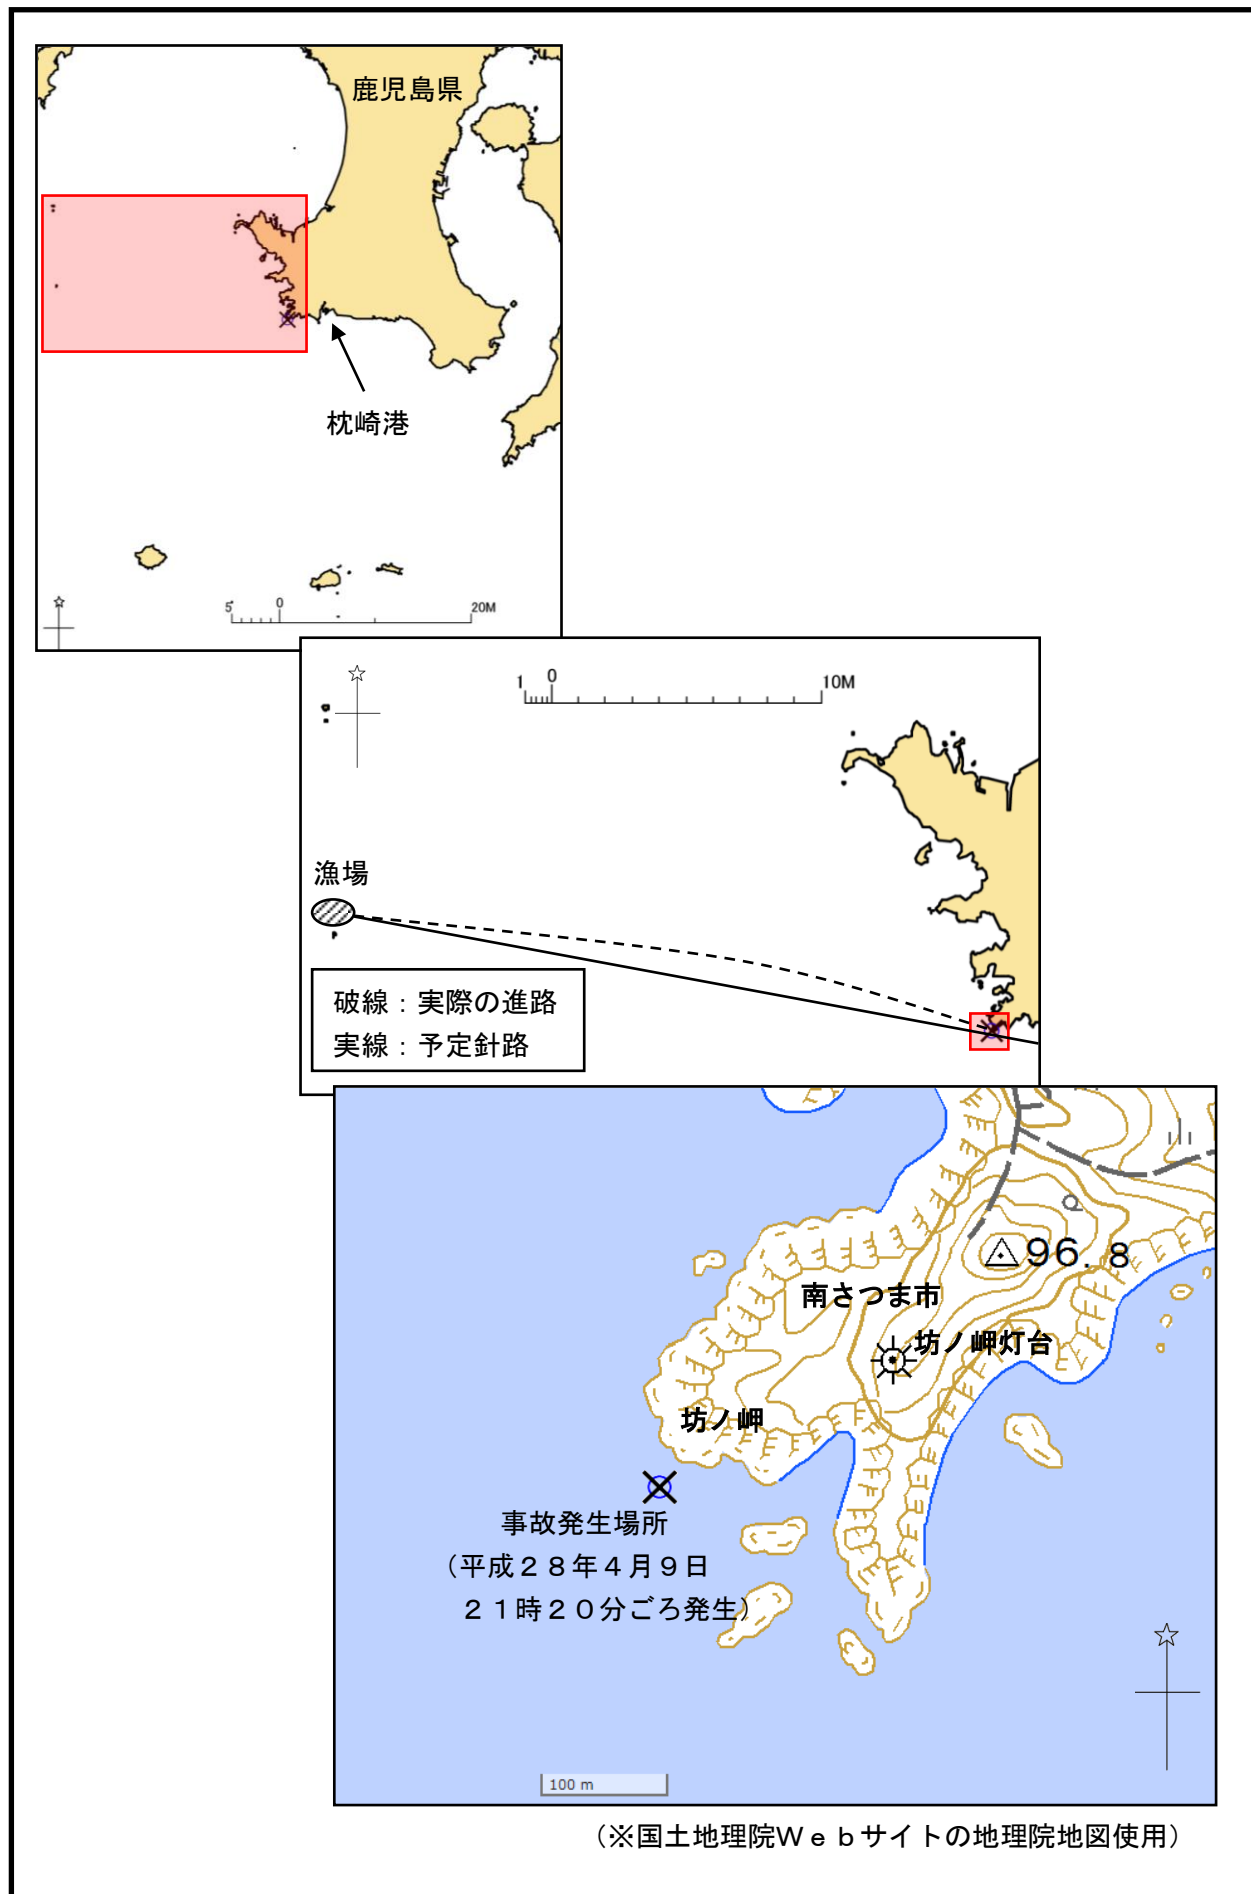 鹿児島県
枕崎港
5 0 20M
1 0 10M
漁場
破線：実際の進路
実線：予定針路
96.8
南さつま市
坊ノ岬灯台
坊ノ岬
事故発生場所
（平成２８年４月９日
２１時２０分ごろ発生）
100 m
（※国土地理院Ｗｅｂサイトの地理院地図使用）